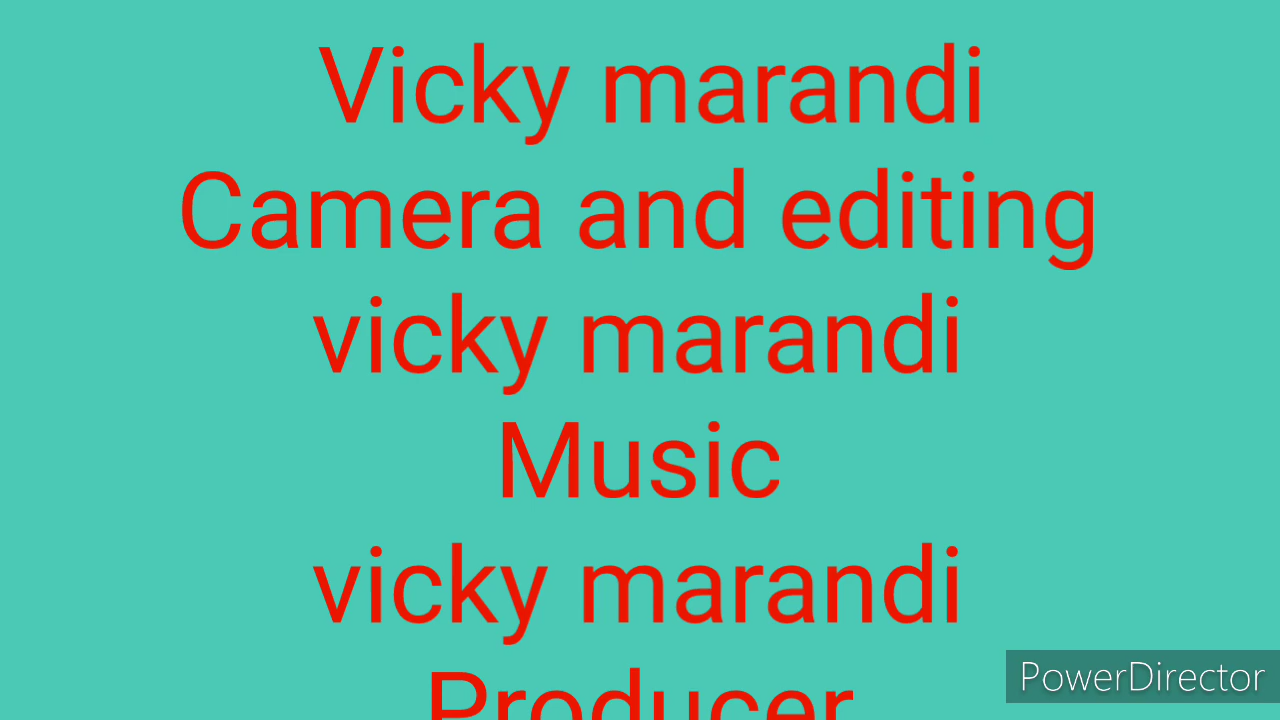 Vicky marandi
Camera and editing
vicky marandi
Music
vicky marandi
Producer
PowerDirector